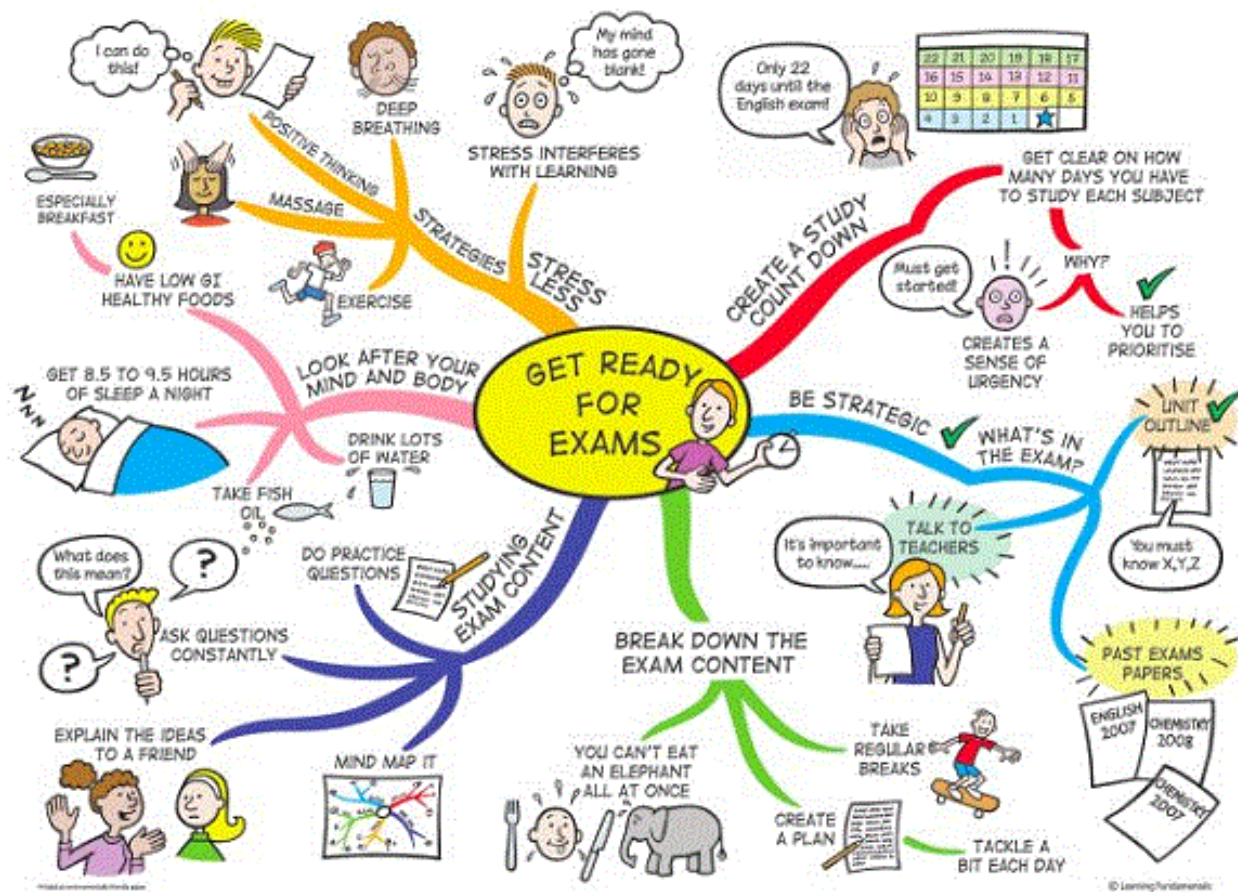 GET READY
FOR
EXAMS
CREATE A STUDY
COUNT DOWN
GET CLEAR ON HOW
MANY DAYS YOU HAVE
TO STUDY EACH SUBJECT
Only 22
days until the
English exam!
22 21 20 19 18 17
16 15 14 13 12 11
10 9 8 7 6 5
4 3 2 1
WHY?
Must get
started!
CREATES A
SENSE OF
URGENCY
HELPS
YOU TO
PRIORITISE
BE STRATEGIC
WHAT'S IN
THE EXAM?
UNIT
OUTLINE
You must
know X,Y,Z
TALK TO
TEACHERS
It's important
to know....
PAST EXAMS
PAPERS
ENGLISH
2007
CHEMISTRY
2008
CHEMISTRY
2007
BREAK DOWN THE
EXAM CONTENT
TAKE
REGULAR
BREAKS
CREATE
A PLAN
TACKLE A
BIT EACH DAY
YOU CAN'T EAT
AN ELEPHANT
ALL AT ONCE
STUDYING
EXAM CONTENT
DO PRACTICE
QUESTIONS
ASK QUESTIONS
CONSTANTLY
What does
this mean?
?
?
EXPLAIN THE IDEAS
TO A FRIEND
MIND MAP IT
LOOK AFTER YOUR
MIND AND BODY
HAVE LOW GI
HEALTHY FOODS
ESPECIALLY
BREAKFAST
GET 8.5 TO 9.5 HOURS
OF SLEEP A NIGHT
ZZZN
TAKE FISH
OIL
DRINK LOTS
OF WATER
STRESS
LESS
STRESS INTERFERES
WITH LEARNING
My mind
has gone
blank!
STRATEGIES
DEEP
BREATHING
POSITIVE THINKING
I can do
this!
MASSAGE
EXERCISE
© Learning Fundamentals